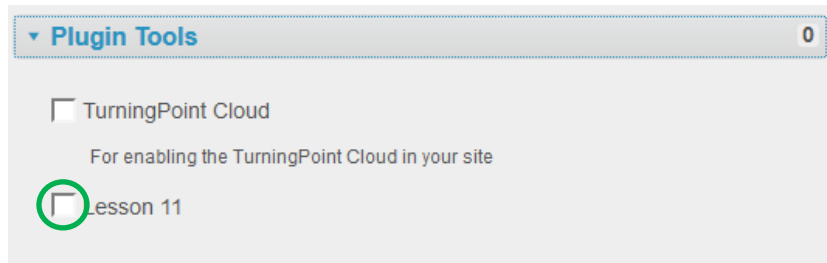 Plugin Tools 0
TurningPoint Cloud
For enabling the TurningPoint Cloud in your site
Lesson 11